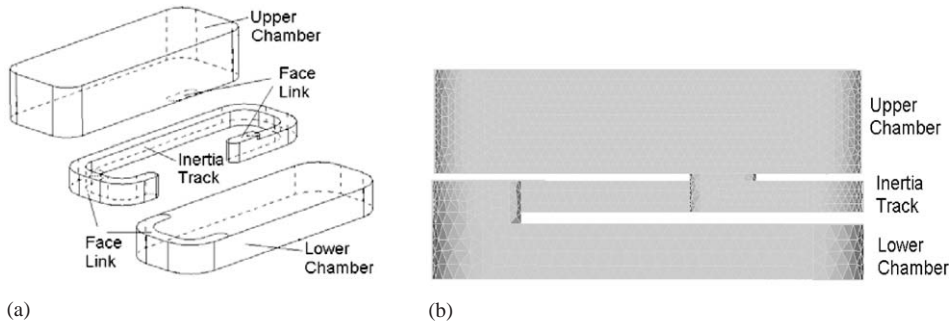 Upper
Chamber
Face
Link
Inertia
Track
Face
Link
Lower
Chamber
(a)
Upper
Chamber
Inertia
Track
Lower
Chamber
(b)